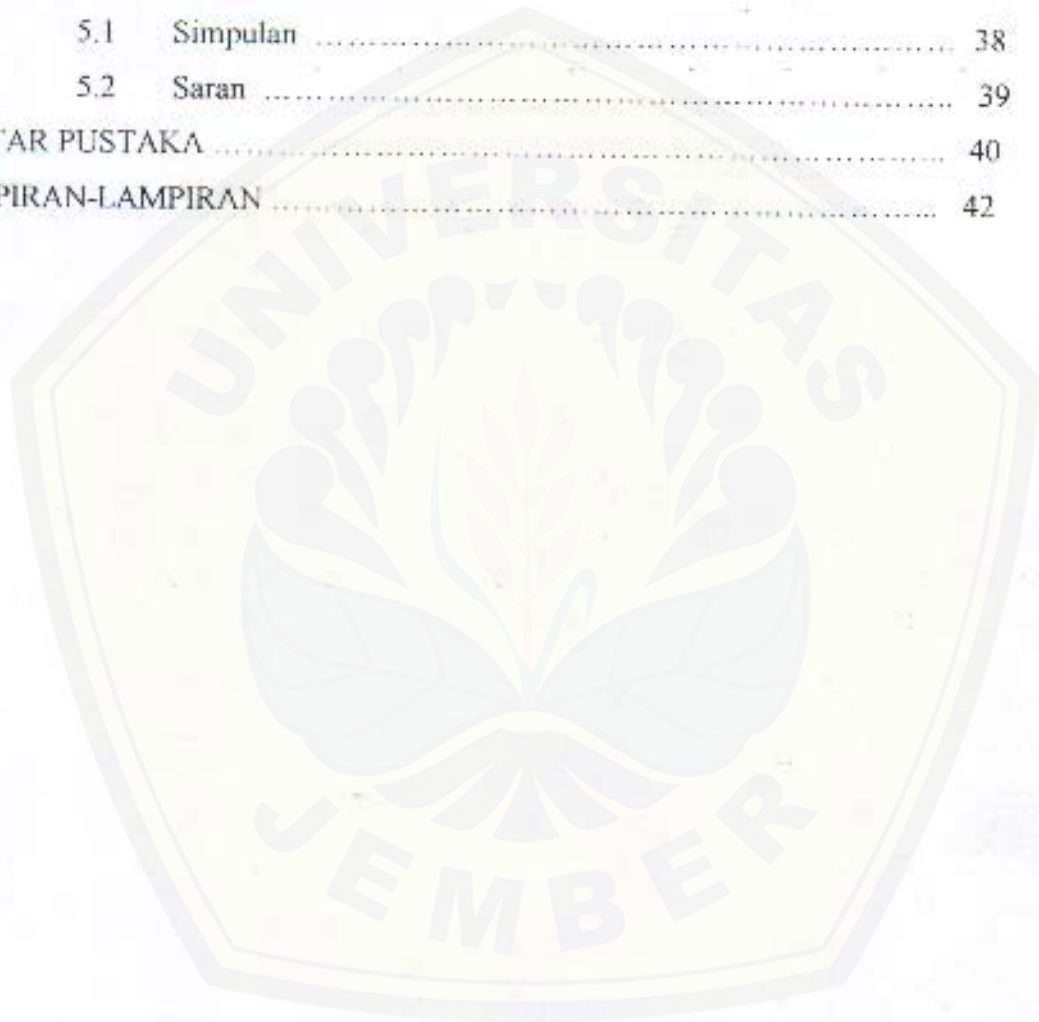 5.1 Simpulan ........................................ 38
5.2 Saran ........................................ 39
TAR PUSTAKA ........................................ 40
PIRAN-LAMPIRAN ........................................ 42
UNIVERSITAS
JEMBER